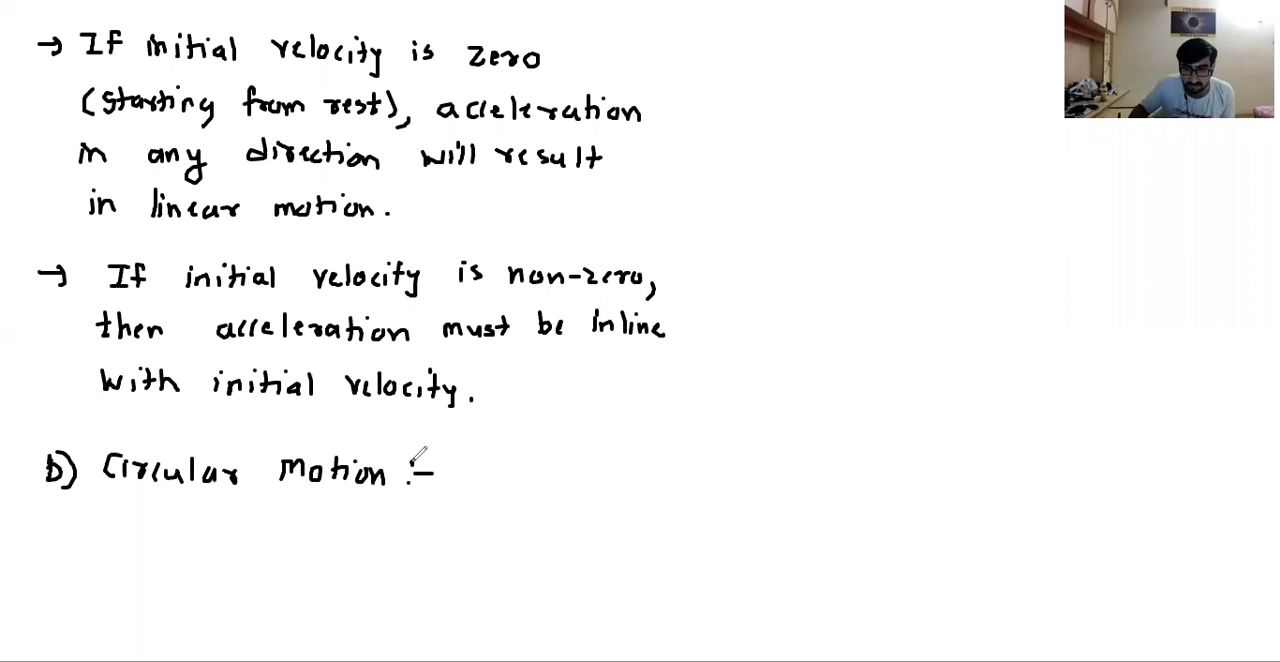 → If initial velocity is zero
(starting from rest), acceleration
in any direction will result
in linear motion.
→ If initial velocity is non-zero,
then acceleration must be inline
with initial velocity.
b) Circular Motion :-